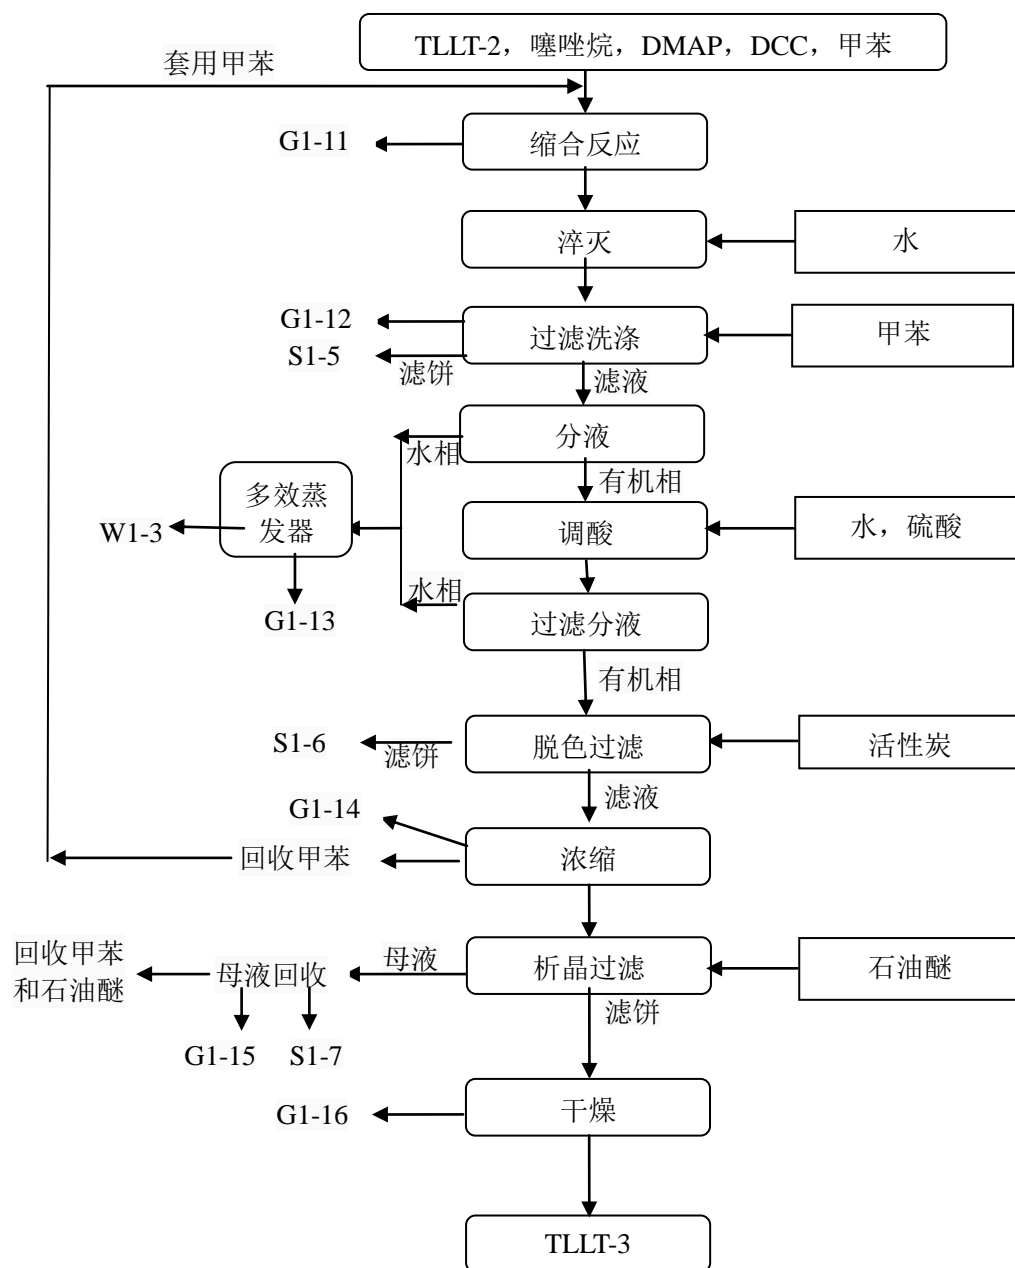 TLLT-2，噻唑烷，DMAP，DCC，甲苯
套用甲苯
G1-11
缩合反应
淬灭
水
G1-12
过滤洗涤
甲苯
S1-5
滤饼
滤液
分液
水相
有机相
多效蒸
发器
W1-3
调酸
水，硫酸
水相
G1-13
过滤分液
有机相
S1-6
滤饼
脱色过滤
活性炭
滤液
G1-14
回收甲苯
浓缩
回收甲苯
和石油醚
母液回收
母液
析晶过滤
石油醚
滤饼
G1-15
S1-7
G1-16
干燥
TLLT-3